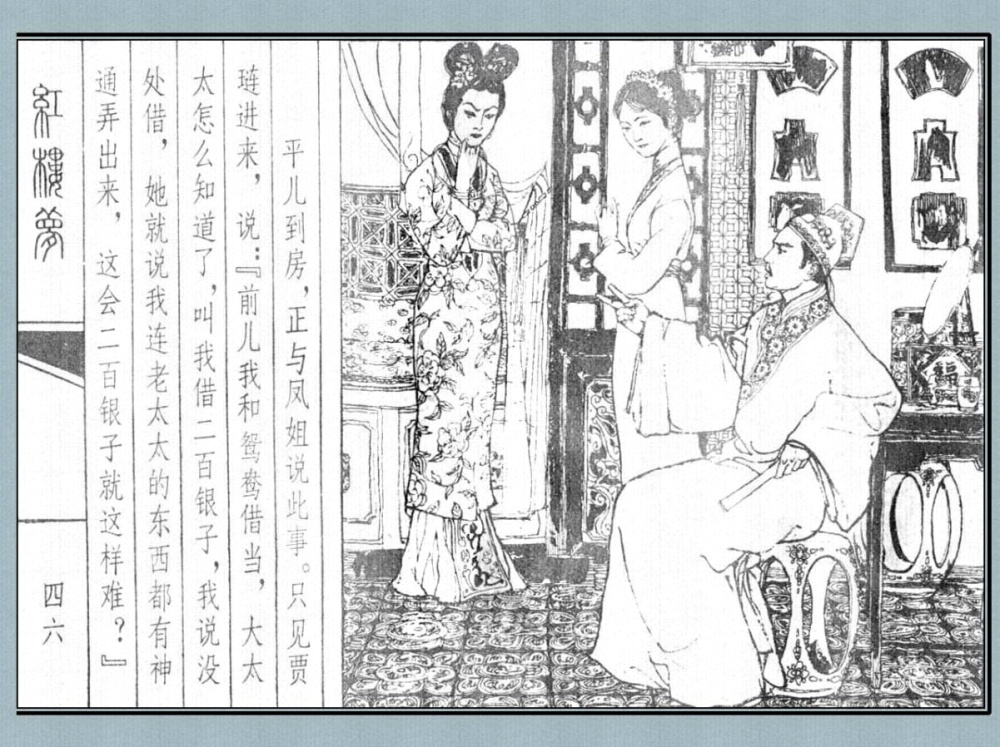 平儿到房，正与凤姐说此事。只见贾
琏进来，说：『前儿我和鸳鸯借当，大太
太怎么知道了，叫我借二百银子，我说没
处借，她就说我连老太太的东西都有神
通弄出来，这会二百银子就这样难？』
紅樓夢
四六
福